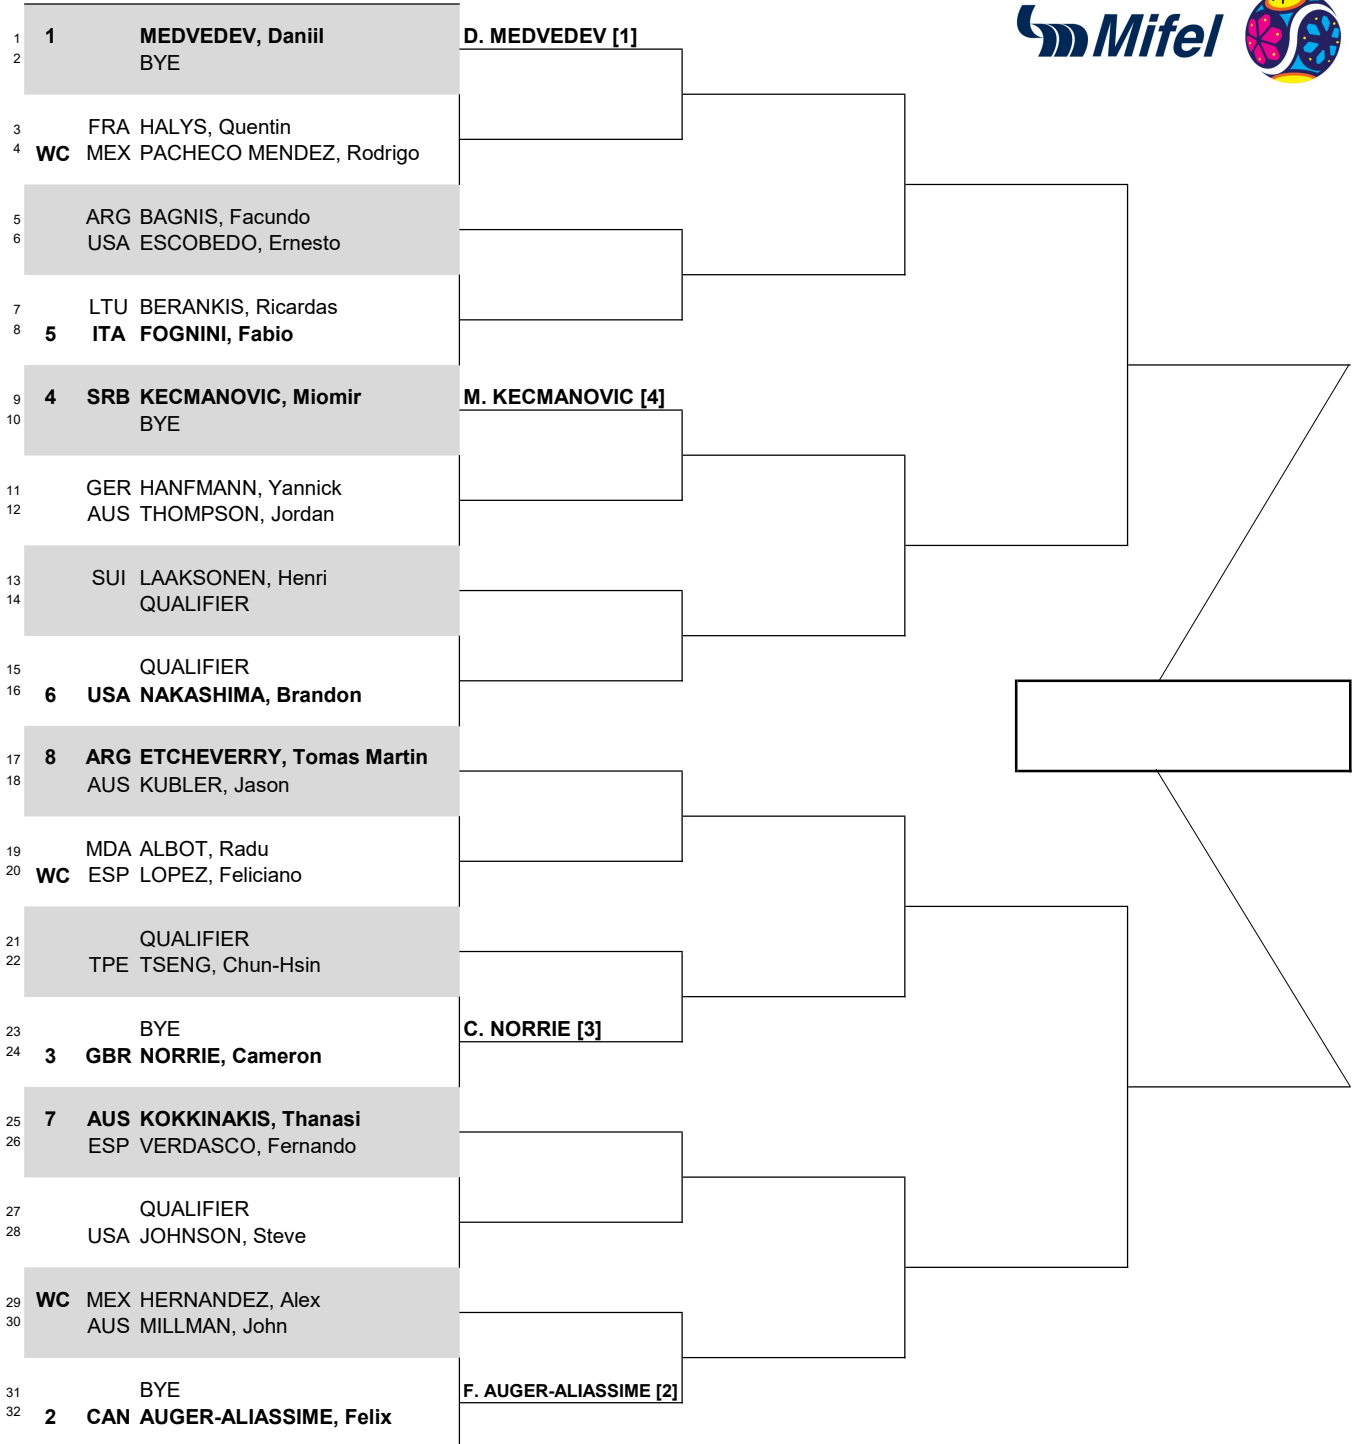 Mifel
1 1 MEDVEDEV, Daniil D. MEDVEDEV [1]
2 BYE
3 FRA HALYS, Quentin
4 WC MEX PACHECO MENDEZ, Rodrigo
5 ARG BAGNIS, Facundo
6 USA ESCOBEDO, Ernesto
7 LTU BERANKIS, Ricardas
8 5 ITA FOGNINI, Fabio
9 4 SRB KECMANOVIC, Miomir M. KECMANOVIC [4]
10 BYE
11 GER HANFMANN, Yannick
12 AUS THOMPSON, Jordan
13 SUI LAAKSONEN, Henri
14 QUALIFIER
15 QUALIFIER
16 6 USA NAKASHIMA, Brandon
17 8 ARG ETCHEVERRY, Tomas Martin
18 AUS KUBLER, Jason
19 MDA ALBOT, Radu
20 WC ESP LOPEZ, Feliciano
21 QUALIFIER
22 TPE TSENG, Chun-Hsin
23 BYE C. NORRIE [3]
24 3 GBR NORRIE, Cameron
25 7 AUS KOKKINAKIS, Thanasi
26 ESP VERDASCO, Fernando
27 QUALIFIER
28 USA JOHNSON, Steve
29 WC MEX HERNANDEZ, Alex
30 AUS MILLMAN, John
31 BYE F. AUGER-ALIASSIME [2]
32 2 CAN AUGER-ALIASSIME, Felix